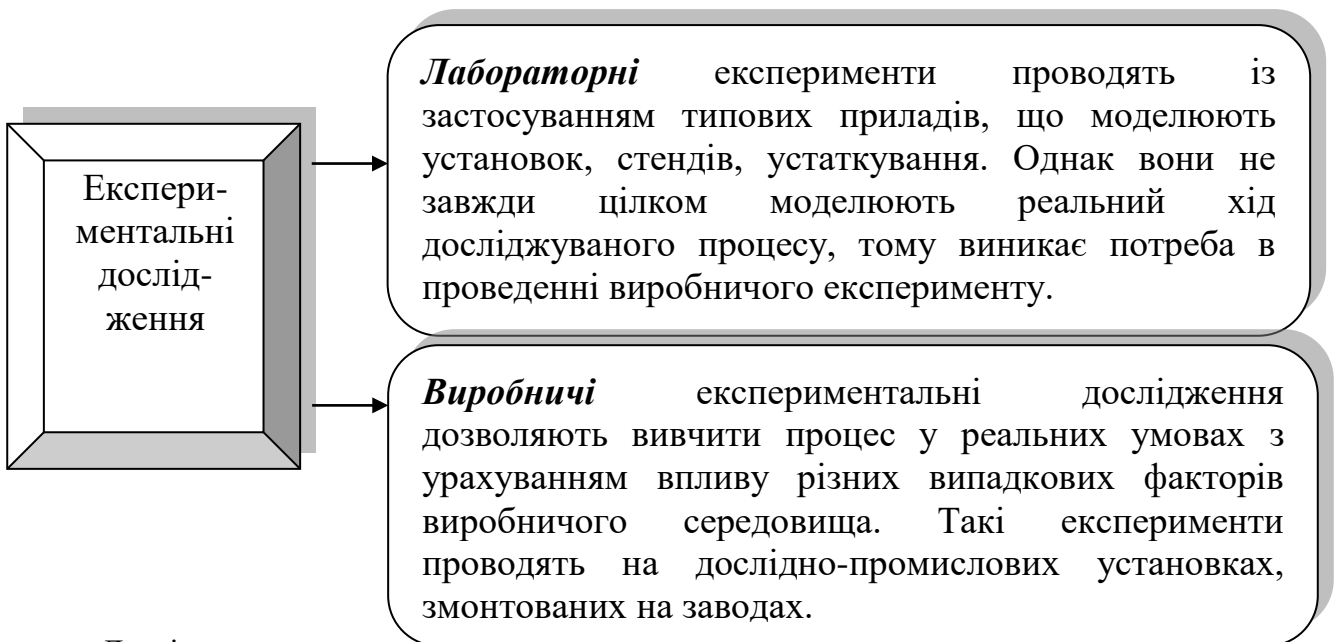 Експери-
ментальні
дослід-
ження
Лабораторні експерименти проводять із
застосуванням типових приладів, що моделюють
установок, стендів, устаткування. Однак вони не
завжди цілком моделюють реальний хід
досліджуваного процесу, тому виникає потреба в
проведенні виробничого експерименту.
Виробничі експериментальні дослідження
дозволяють вивчити процес у реальних умовах з
урахуванням впливу різних випадкових факторів
виробничого середовища. Такі експерименти
проводять на дослідно-промислових установках,
змонтованих на заводах.